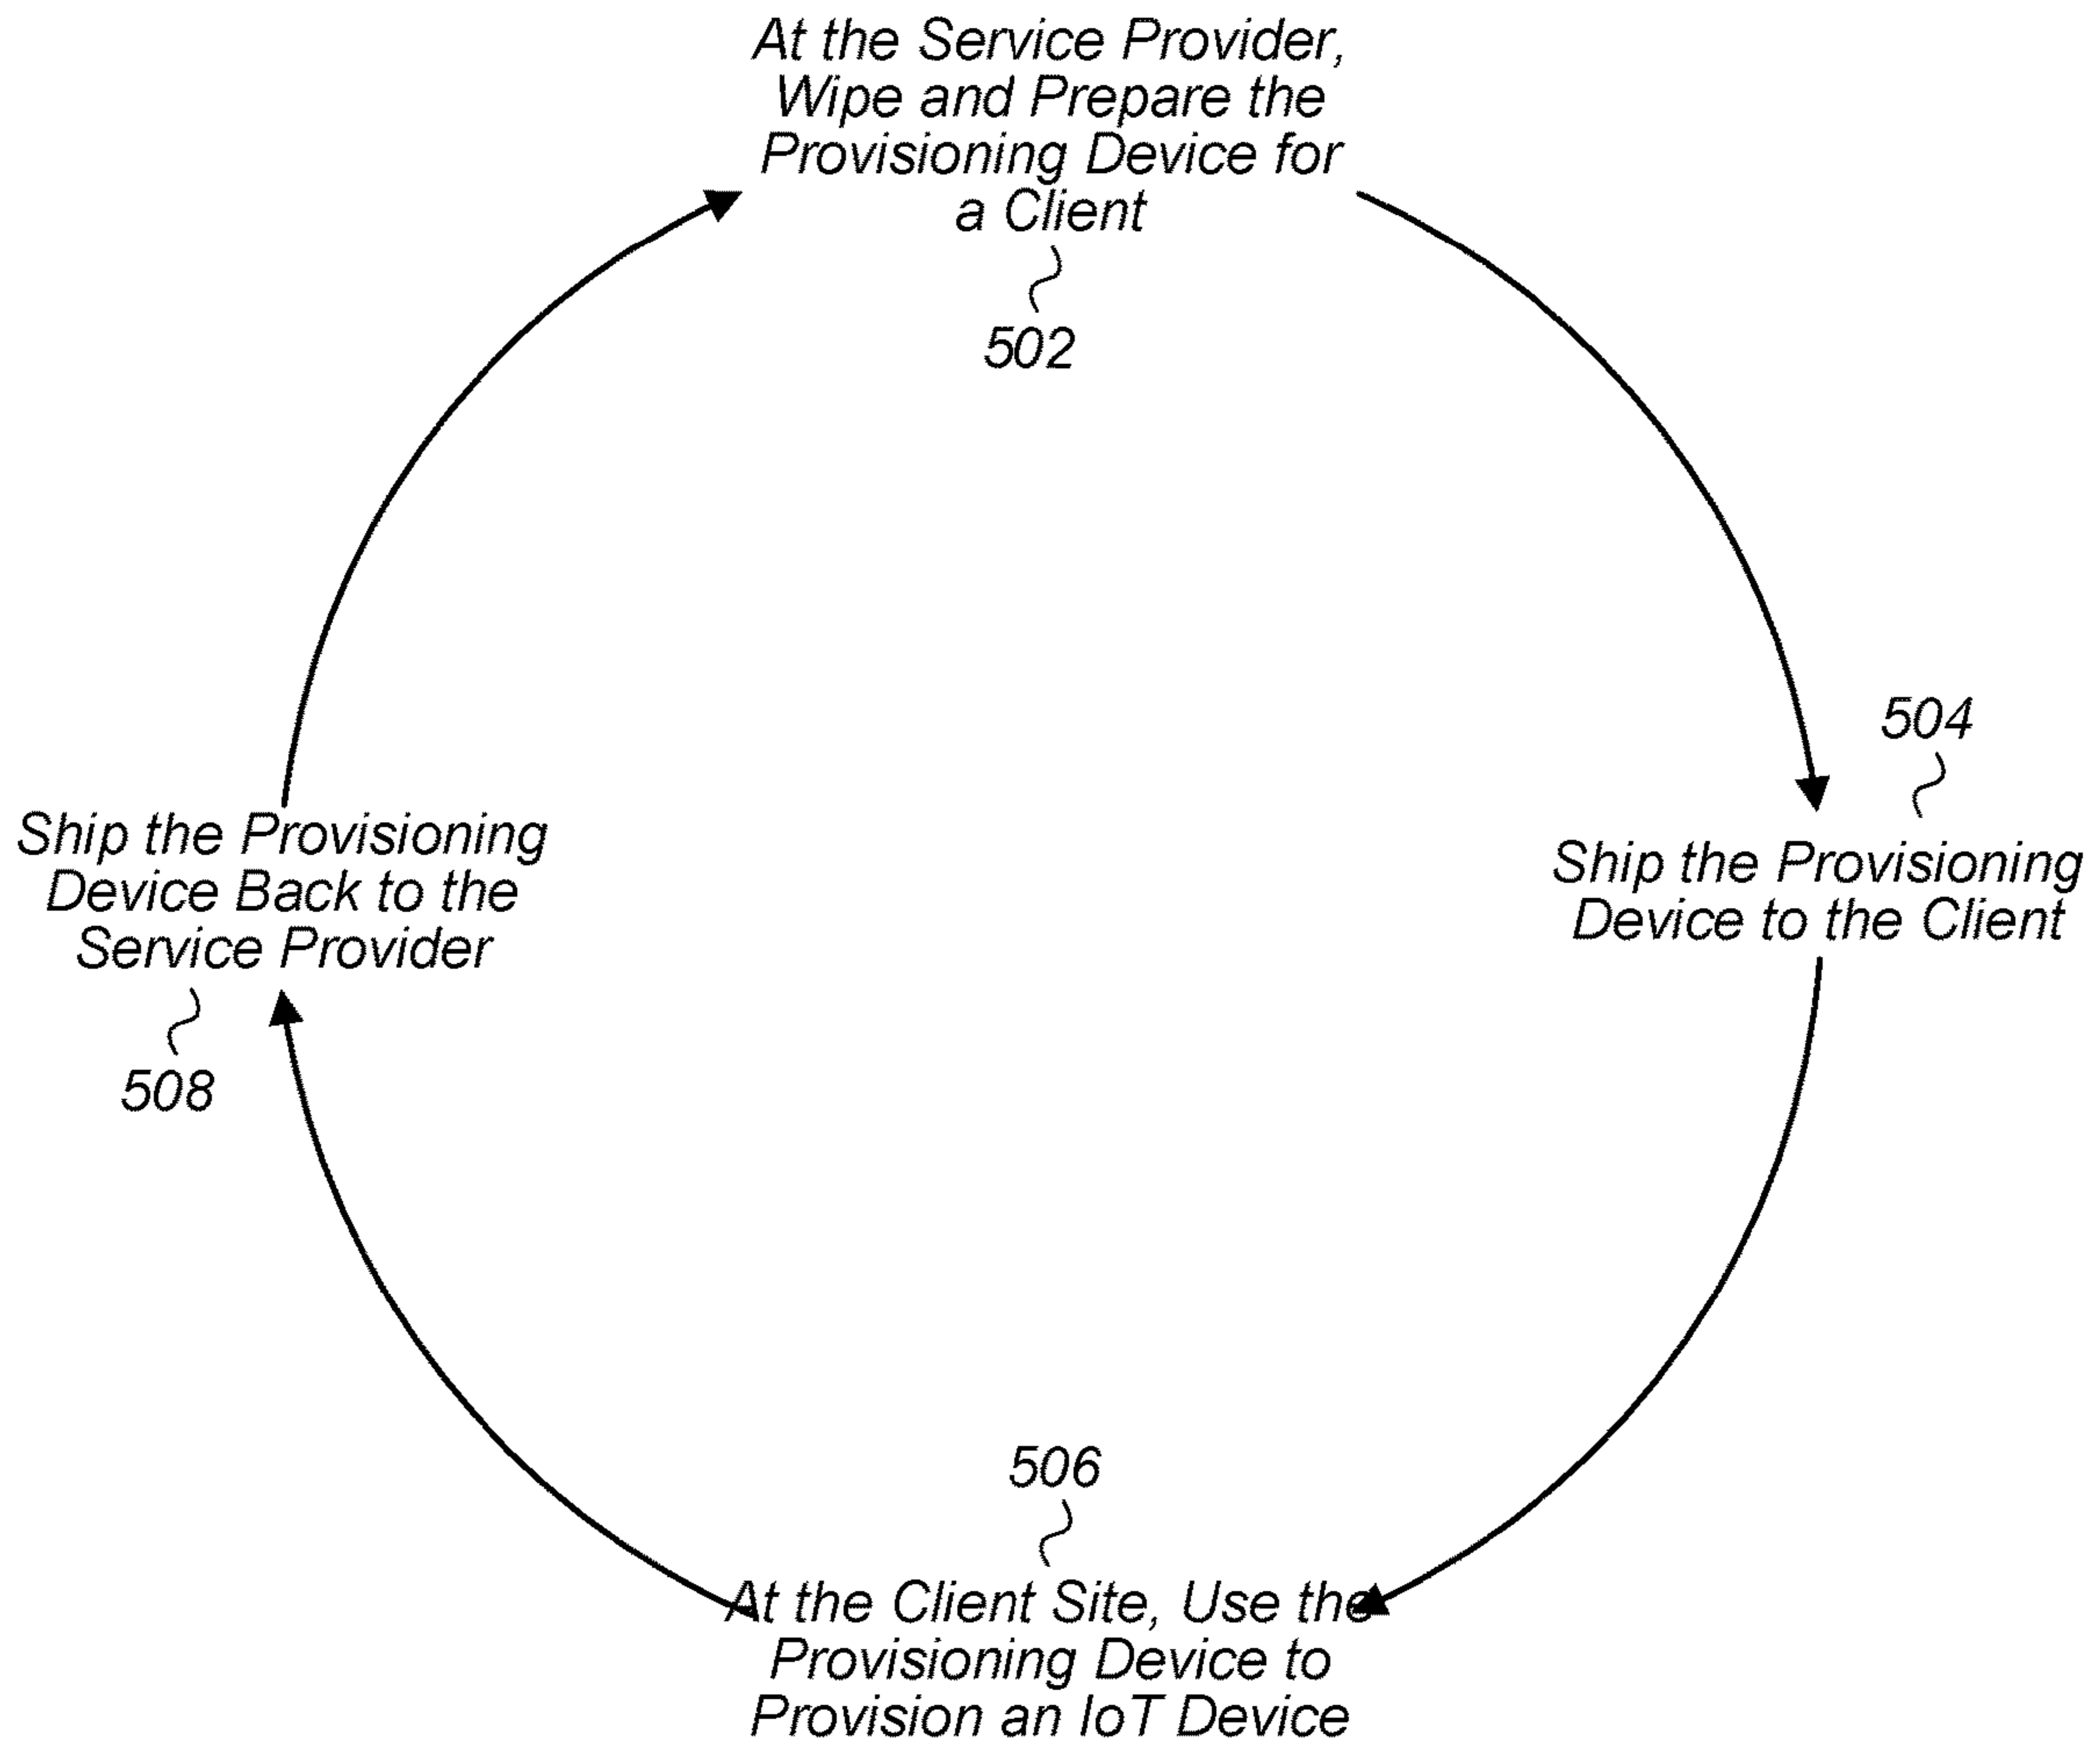 At the Service Provider,
Wipe and Prepare the
Provisioning Device for
a Client
502
504
Ship the Provisioning
Device to the Client
506
At the Client Site, Use the
Provisioning Device to
Provision an IoT Device
Ship the Provisioning
Device Back to the
Service Provider
508